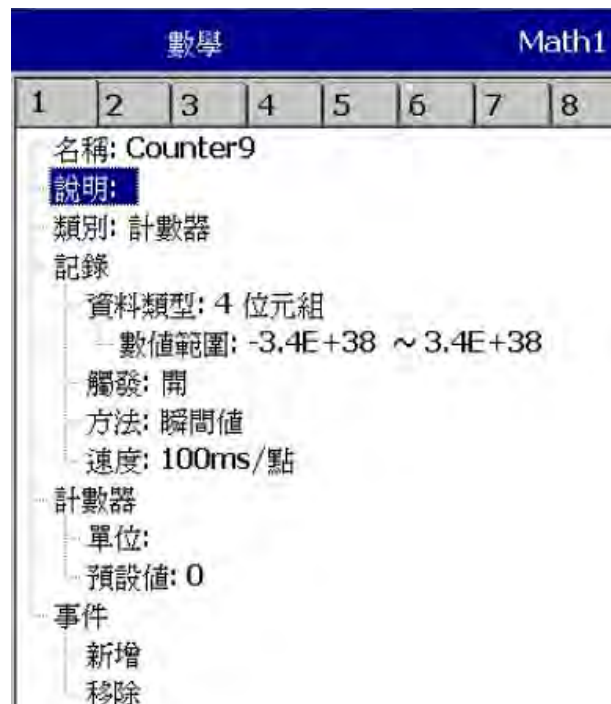 數學 Math1
1 2 3 4 5 6 7 8
名稱: Counter9
說明:
類別: 計數器
記錄
資料類型: 4 位元組
數值範圍: -3.4E+38 ~ 3.4E+38
觸發: 開
方法: 瞬間值
速度: 100ms/點
計數器
單位:
預設值: 0
事件
新增
移除